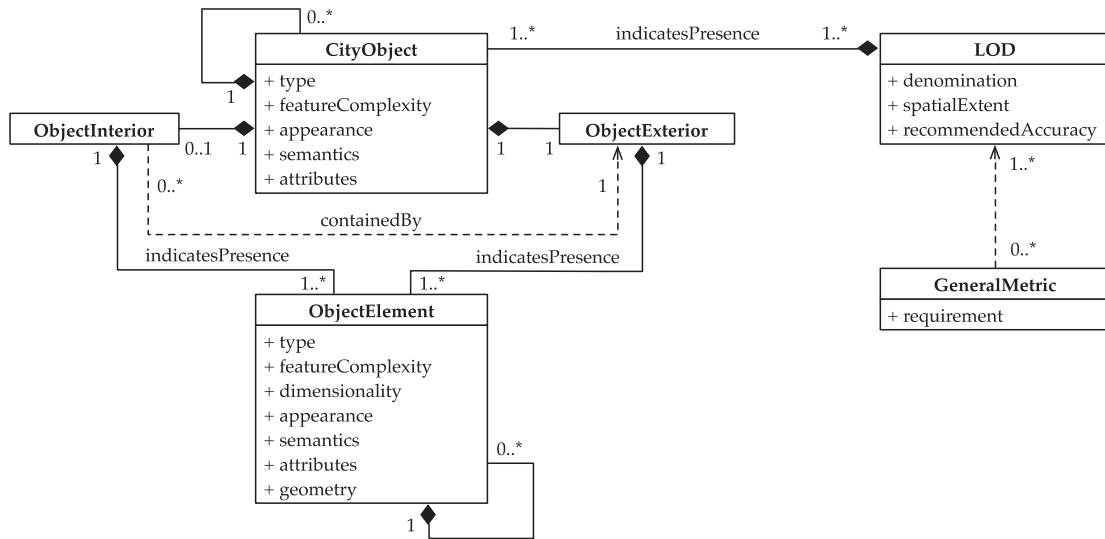 0..*
CityObject
+ type
+ featureComplexity
+ appearance
+ semantics
+ attributes
1
1..*
indicatesPresence
1..*
LOD
+ denomination
+ spatialExtent
+ recommendedAccuracy
ObjectInterior
0..1
1
1
1
ObjectExterior
1
0..*
1
1
containedBy
1..*
0..*
GeneralMetric
+ requirement
indicatesPresence
indicatesPresence
1..*
1..*
ObjectElement
+ type
+ featureComplexity
+ dimensionality
+ appearance
+ semantics
+ attributes
+ geometry
0..*
1